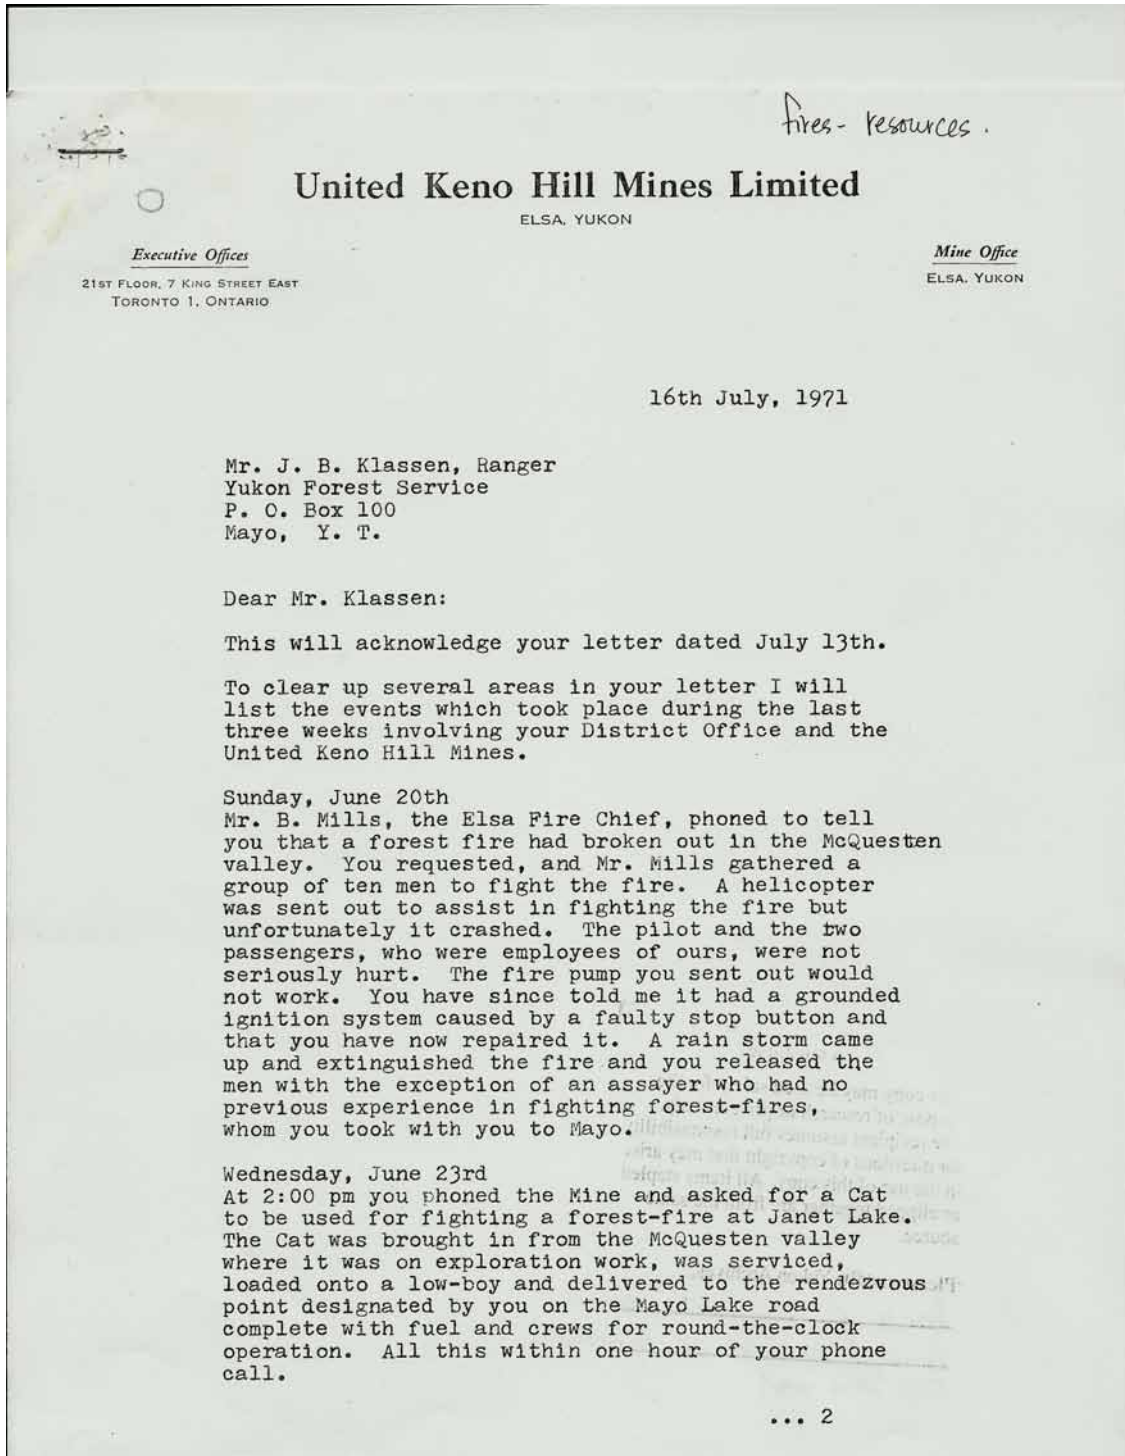 fires - resources.
United Keno Hill Mines Limited
ELSA, YUKON
Executive Offices
21ST FLOOR, 7 KING STREET EAST
TORONTO 1, ONTARIO
Mine Office
ELSA, YUKON
16th July, 1971
Mr. J. B. Klassen, Ranger
Yukon Forest Service
P. O. Box 100
Mayo, Y. T.
Dear Mr. Klassen:
This will acknowledge your letter dated July 13th.
To clear up several areas in your letter I will
list the events which took place during the last
three weeks involving your District Office and the
United Keno Hill Mines.
Sunday, June 20th
Mr. B. Mills, the Elsa Fire Chief, phoned to tell
you that a forest fire had broken out in the McQuesten
valley. You requested, and Mr. Mills gathered a
group of ten men to fight the fire. A helicopter
was sent out to assist in fighting the fire but
unfortunately it crashed. The pilot and the two
passengers, who were employees of ours, were not
seriously hurt. The fire pump you sent out would
not work. You have since told me it had a grounded
ignition system caused by a faulty stop button and
that you have now repaired it. A rain storm came
up and extinguished the fire and you released the
men with the exception of an assayer who had no
previous experience in fighting forest-fires,
whom you took with you to Mayo.
Wednesday, June 23rd
At 2:00 pm you phoned the Mine and asked for a Cat
to be used for fighting a forest-fire at Janet Lake.
The Cat was brought in from the McQuesten valley
where it was on exploration work, was serviced,
loaded onto a low-boy and delivered to the rendezvous
point designated by you on the Mayo Lake road
complete with fuel and crews for round-the-clock
operation. All this within one hour of your phone
call.
... 2